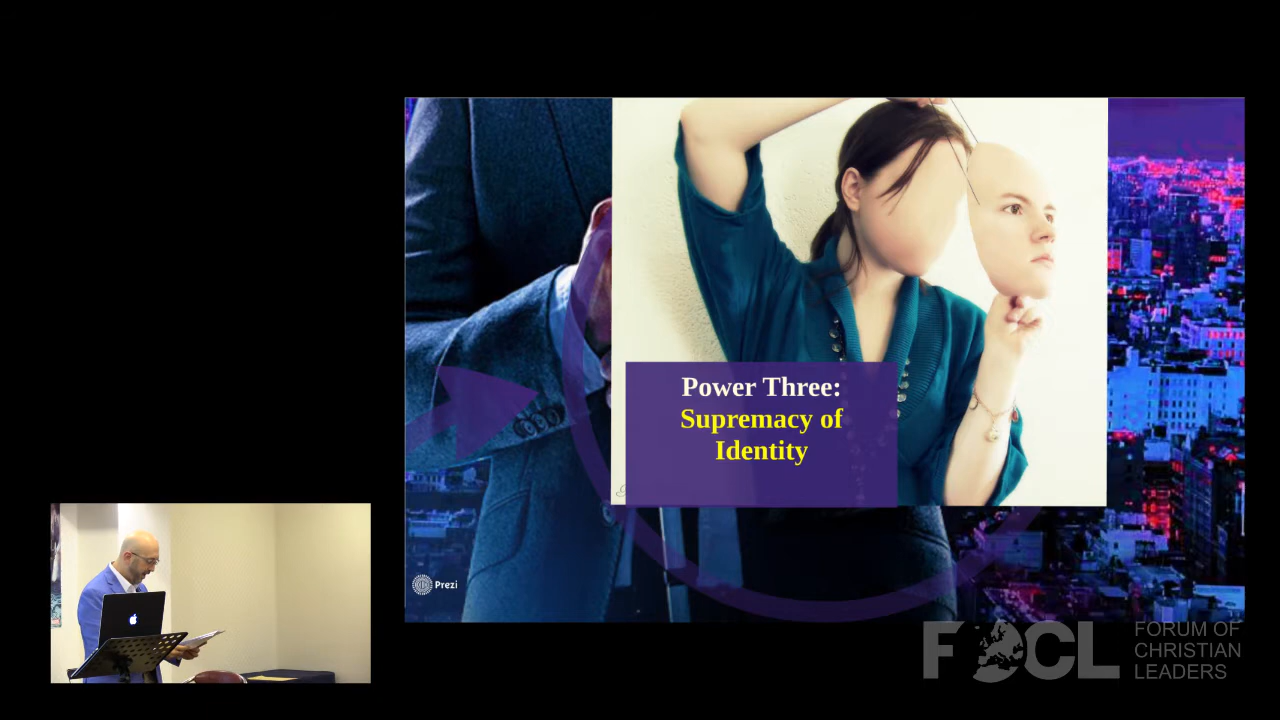 Power Three:
Supremacy of
Identity
Prezi
FOCL
FORUM OF
CHRISTIAN
LEADERS